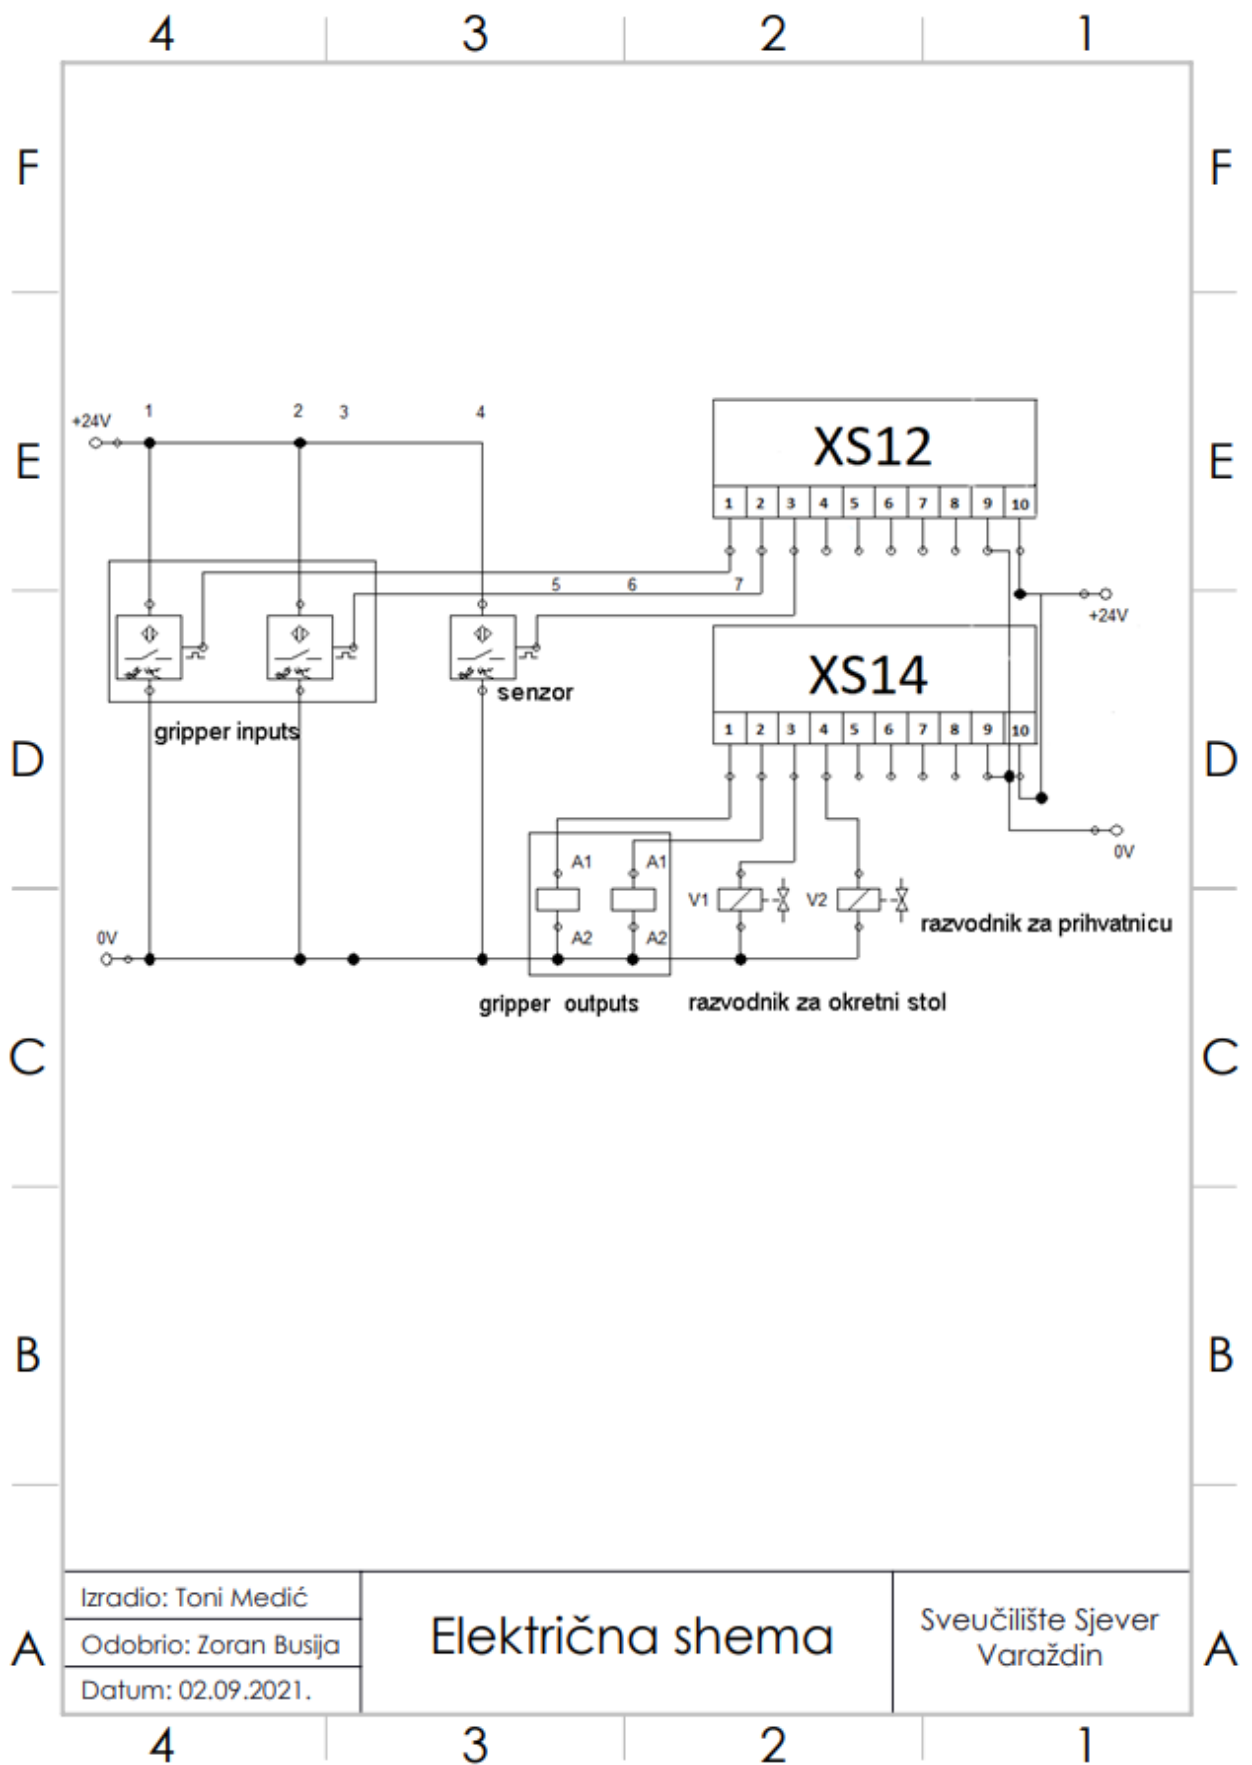 4 3 2 1
F F
+24V 1 2 3 4
XS12
E E
1 2 3 4 5 6 7 8 9 10
5 6 7
+24V
XS14
senzor
gripper inputs
1 2 3 4 5 6 7 8 9 10
D D
0V
A1 A1
V1 V2
razvodnik za prihvatnicu
0V
A2 A2
gripper outputs razvodnik za okretni stol
C C
B B
Izradio: Toni Medić
Odobrio: Zoran Busija
Datum: 02.09.2021.
Električna shema
Sveučilište Sjever
Varaždin
A A
4 3 2 1